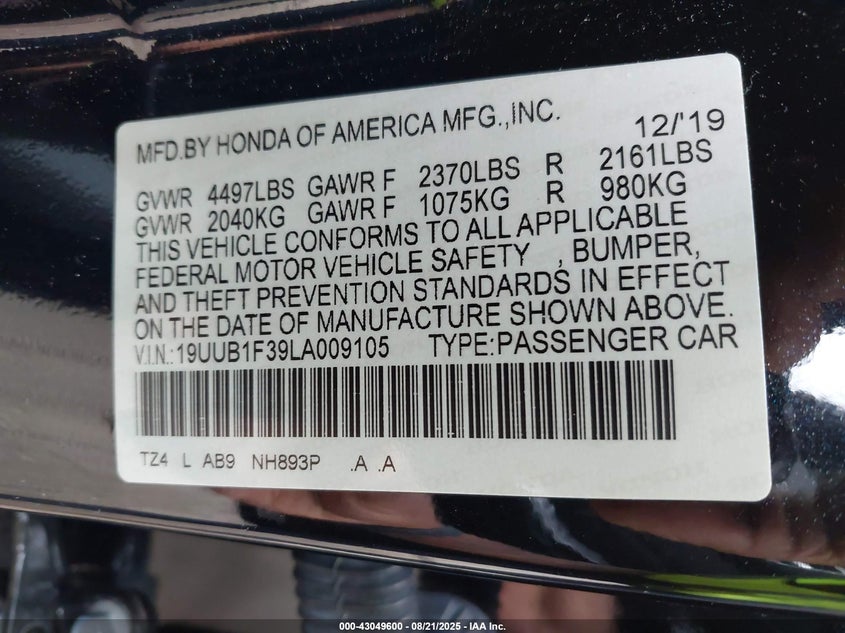 MFD.BY HONDA OF AMERICA MFG.,INC. 12/'19
GVWR 4497LBS GAWR F 2370LBS R 2161LBS
GVWR 2040KG GAWR F 1075KG R 980KG
THIS VEHICLE CONFORMS TO ALL APPLICABLE
FEDERAL MOTOR VEHICLE SAFETY , BUMPER,
AND THEFT PREVENTION STANDARDS IN EFFECT
ON THE DATE OF MANUFACTURE SHOWN ABOVE.
V.I.N.:19UUB1F39LA009105 TYPE:PASSENGER CAR
TZ4 L AB9 NH893P .A .A
000-43049600 - 08/21/2025 - IAA Inc.